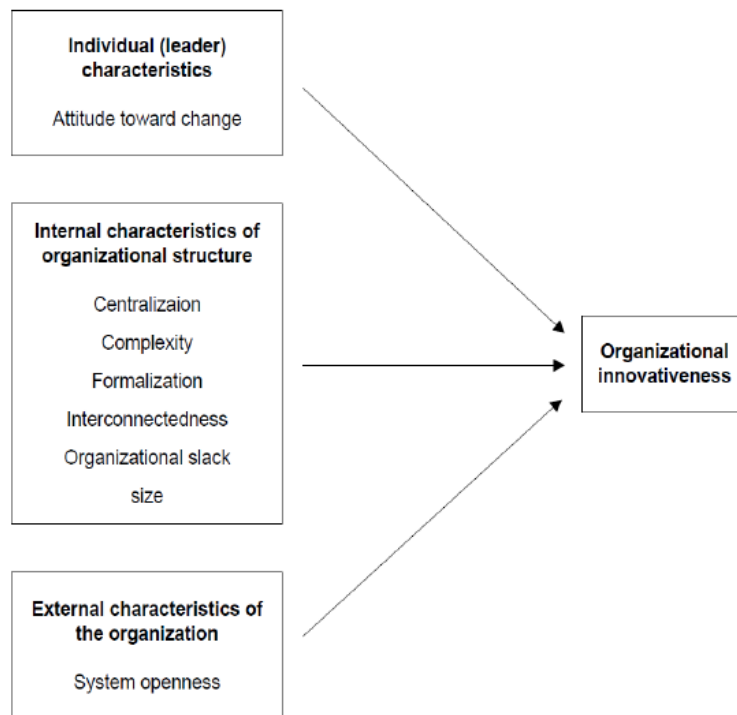 Individual (leader)
characteristics
Attitude toward change
Internal characteristics of
organizational structure
Centralizaion
Complexity
Formalization
Interconnectedness
Organizational slack
size
External characteristics of
the organization
System openness
Organizational
innovativeness